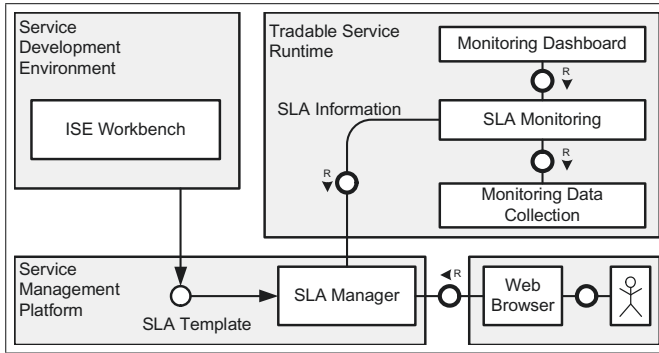 Service
Development
Environment
ISE Workbench
Tradable Service
Runtime
Monitoring Dashboard
R
SLA Information
SLA Monitoring
R
R
Monitoring Data
Collection
Service
Management
Platform
SLA Template
SLA Manager
R
Web
Browser